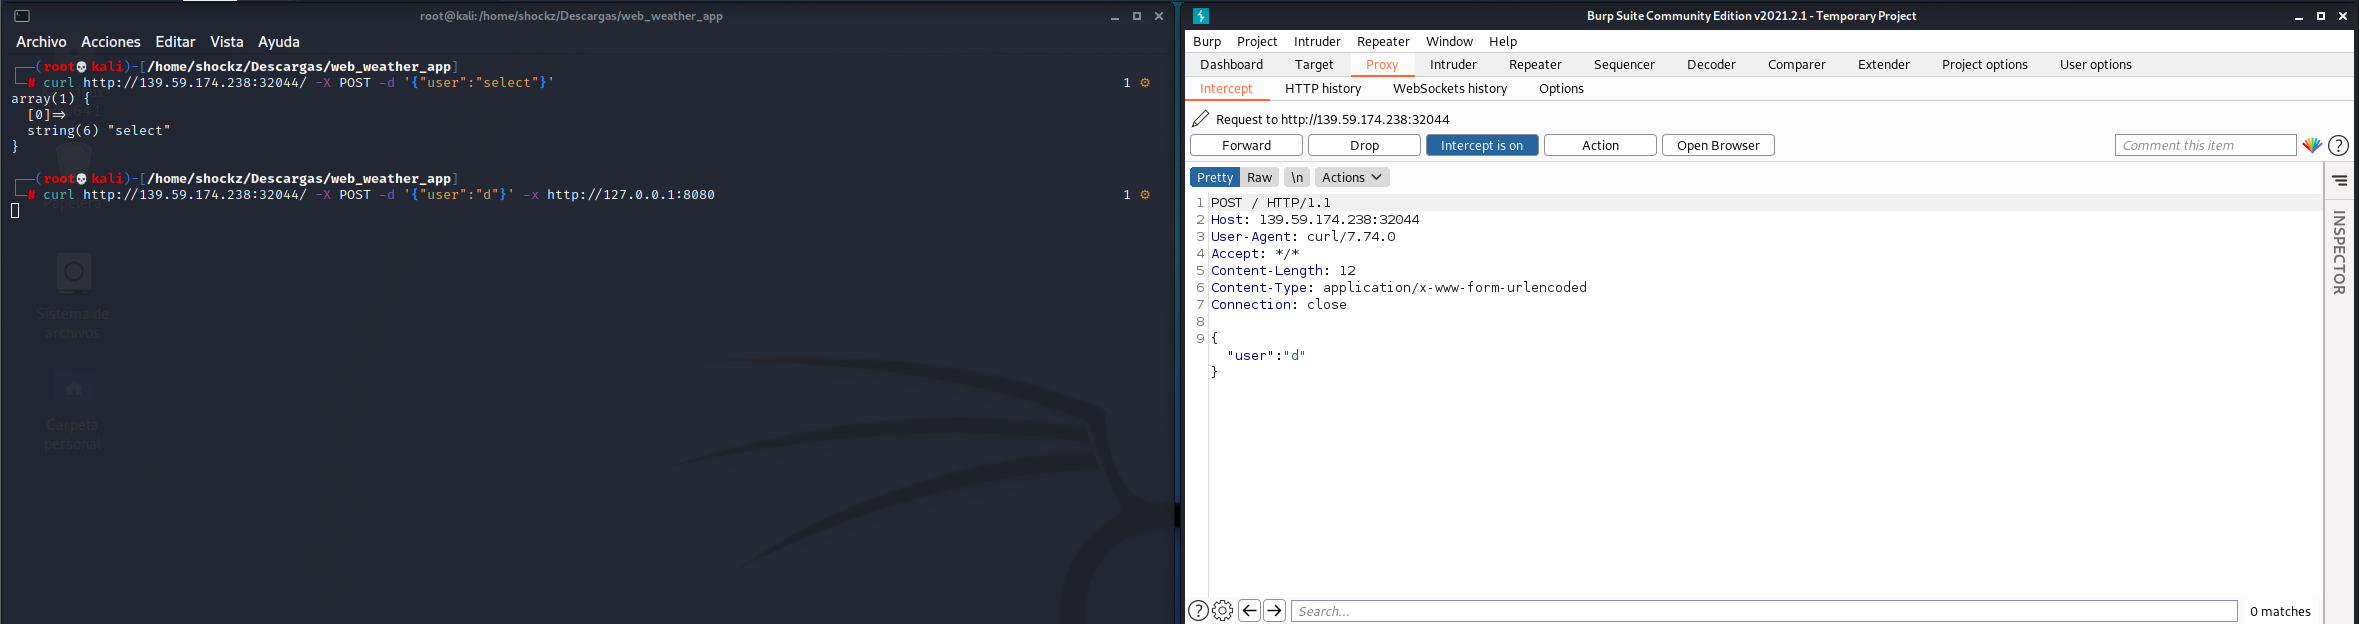 root@kali: /home/shockz/Descargas/web_weather_app
Archivo Acciones Editar Vista Ayuda
┌──(root💀kali)-[/home/shockz/Descargas/web_weather_app]
└─# curl http://139.59.174.238:32044/ -X POST -d '{"user":"select"}' 1 ⚙
array(1) {
[0]=>
string(6) "select"
}
┌──(root💀kali)-[/home/shockz/Descargas/web_weather_app]
└─# curl http://139.59.174.238:32044/ -X POST -d '{"user":"d"}' -x http://127.0.0.1:8080 1 ⚙
Papelera
Sistema de
archivos
Carpeta
personal
Burp Suite Community Edition v2021.2.1 - Temporary Project
Burp Project Intruder Repeater Window Help
Dashboard Target Proxy Intruder Repeater Sequencer Decoder Comparer Extender Project options User options
Intercept HTTP history WebSockets history Options
Request to http://139.59.174.238:32044
Forward Drop Intercept is on Action Open Browser Comment this item ?
Pretty Raw \n Actions
1 POST / HTTP/1.1
2 Host: 139.59.174.238:32044
3 User-Agent: curl/7.74.0
4 Accept: */*
5 Content-Length: 12
6 Content-Type: application/x-www-form-urlencoded
7 Connection: close
8
9 {
"user":"d"
}
INSPECTOR
? Search... 0 matches